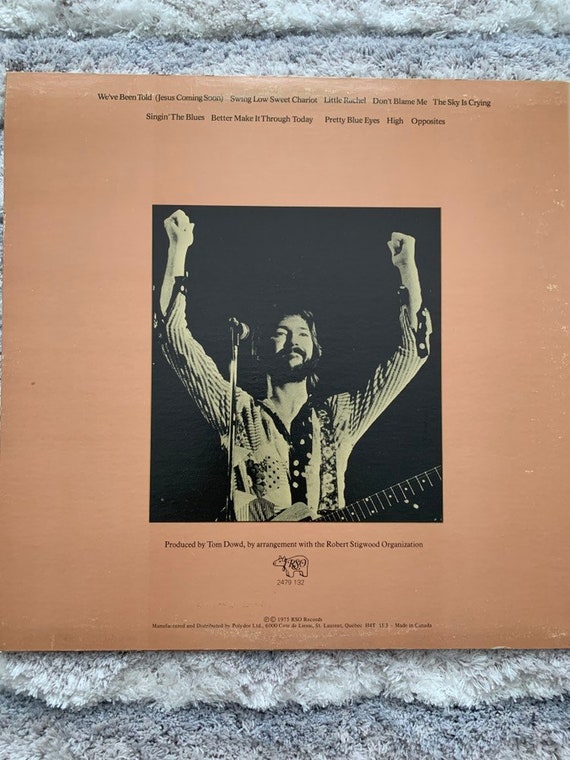 We've Been Told (Jesus Coming Soon) Swing Low Sweet Chariot Little Rachel Don't Blame Me The Sky Is Crying
Singin' The Blues Better Make It Through Today Pretty Blue Eyes High Opposites
Produced by Tom Dowd, by arrangement with the Robert Stigwood Organization
RSO
2479 132
℗ © 1975 RSO Records
Manufactured and Distributed by Polydor Ltd., 6000 Cote de Liesse, St. Laurent, Québec H4T 1E3 - Made in Canada